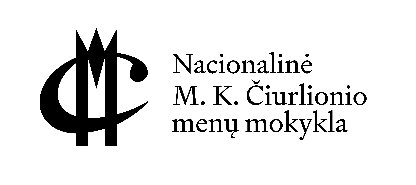 Nacionalinė
M. K. Čiurlionio
menų mokykla